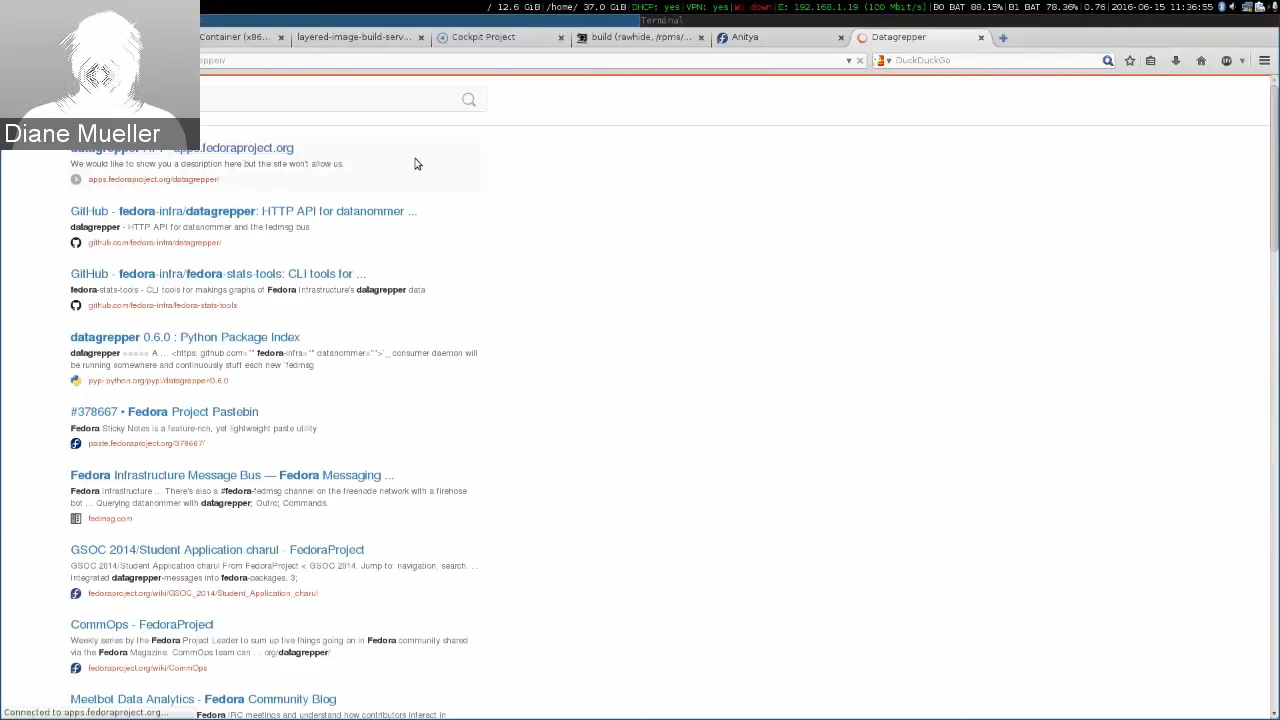 / 12.6 GiB|/home/ 37.0 GiB|DHCP: yes|VPN: yes|W: down|E: 192.168.1.19 (100 Mbit/s)|B0 BAT 88.15%|B1 BAT 78.36%|0.76|2016-06-15 11:36:55
Terminal
Container (x86... layered-image-build-serv... Cockpit Project build (rawhide, /rpms/... Anitya Datagrepper
DuckDuckGo
Diane Mueller
apps.fedoraproject.org
We would like to show you a description here but the site won't allow us.
apps.fedoraproject.org/datagrepper/
GitHub - fedora-infra/datagrepper: HTTP API for datanommer ...
datagrepper - HTTP API for datanommer and the fedmsg bus
github.com/fedora-infra/datagrepper/
GitHub - fedora-infra/fedora-stats-tools: CLI tools for ...
fedora-stats-tools - CLI tools for makings graphs of Fedora Infrastructure's datagrepper data
github.com/fedora-infra/fedora-stats-tools
datagrepper 0.6.0 : Python Package Index
datagrepper ===== A ... <https: github.com="" fedora-infra="" datanommer="">`_ consumer daemon will
be running somewhere and continuously stuff each new `fedmsg
pypi.python.org/pypi/datagrepper/0.6.0
#378667 • Fedora Project Pastebin
Fedora Sticky Notes is a feature-rich, yet lightweight paste utility
paste.fedoraproject.org/378667/
Fedora Infrastructure Message Bus — Fedora Messaging ...
Fedora Infrastructure ... There's also a #fedora-fedmsg channel on the freenode network with a firehose
bot ... Querying datanommer with datagrepper; Outro; Commands.
fedmsg.com
GSOC 2014/Student Application charul - FedoraProject
GSOC 2014/Student Application charul From FedoraProject < GSOC 2014. Jump to: navigation, search. ...
Integrated datagrepper-messages into fedora-packages. 3;
fedoraproject.org/wiki/GSOC_2014/Student_Application_charul
CommOps - FedoraProject
Weekly series by the Fedora Project Leader to sum up five things going on in Fedora community shared
via the Fedora Magazine. CommOps team can ... org/datagrepper/
fedoraproject.org/wiki/CommOps
Meetbot Data Analytics - Fedora Community Blog
Fedora IRC meetings and understand how contributors interact in
Connected to apps.fedoraproject.org...